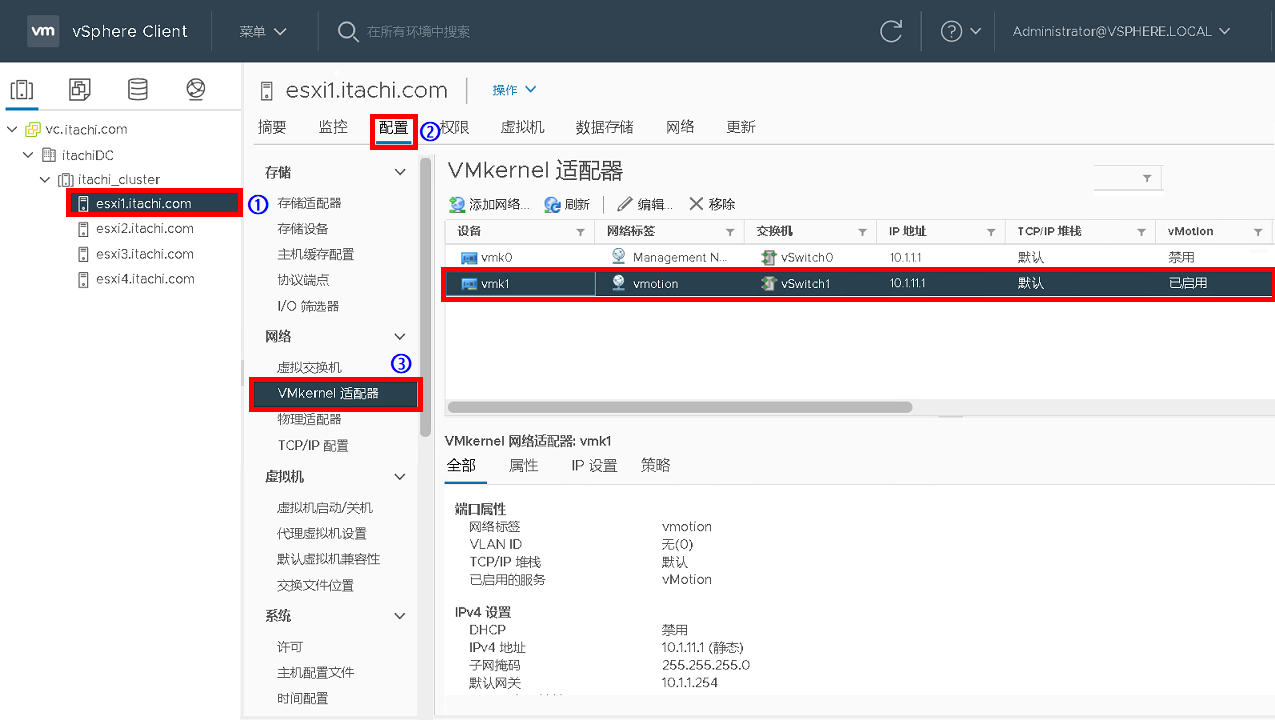 vm vSphere Client 菜单 在所有环境中搜索 Administrator@VSPHERE.LOCAL
esxi1.itachi.com 操作
摘要 监控 配置 ② 权限 虚拟机 数据存储 网络 更新
vc.itachi.com
itachiDC
itachi_cluster
esxi1.itachi.com ①
esxi2.itachi.com
esxi3.itachi.com
esxi4.itachi.com
存储
存储适配器
存储设备
主机缓存配置
协议端点
I/O 筛选器
网络
虚拟交换机 ③
VMkernel 适配器
物理适配器
TCP/IP 配置
虚拟机
虚拟机启动/关机
代理虚拟机设置
默认虚拟机兼容性
交换文件位置
系统
许可
主机配置文件
时间配置
VMkernel 适配器
添加网络... 刷新 编辑... 移除
设备 网络标签 交换机 IP 地址 TCP/IP 堆栈 vMotion
vmk0 Management N... vSwitch0 10.1.1.1 默认 禁用
vmk1 vmotion vSwitch1 10.1.11.1 默认 已启用
VMkernel 网络适配器: vmk1
全部 属性 IP 设置 策略
端口属性
网络标签 vmotion
VLAN ID 无(0)
TCP/IP 堆栈 默认
已启用的服务 vMotion
IPv4 设置
DHCP 禁用
IPv4 地址 10.1.11.1 (静态)
子网掩码 255.255.255.0
默认网关 10.1.1.254